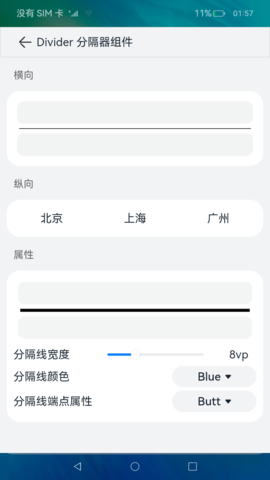 没有 SIM 卡 11% 01:57
Divider 分隔器组件
横向
纵向
北京 上海 广州
属性
分隔线宽度 8vp
分隔线颜色 Blue
分隔线端点属性 Butt